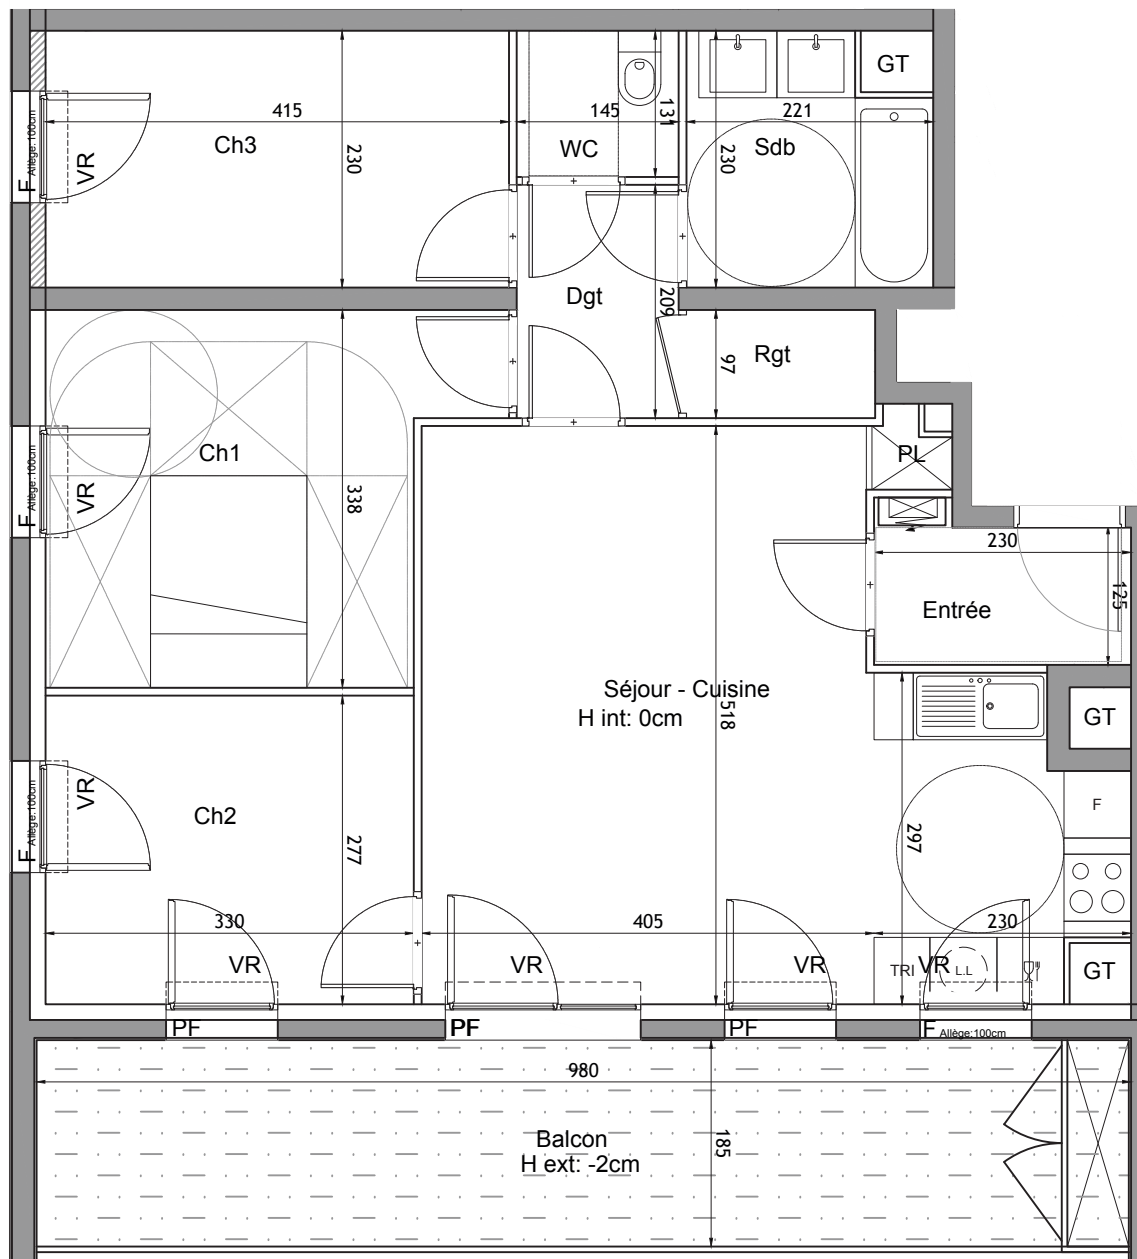 GT
415
145
131
221
Ch3
230
WC
230
Sdb
F
Allège:100cm
VR
Dgt
209
97
Rgt
Ch1
PL
F
Allège:100cm
VR
338
230
125
Entrée
Séjour - Cuisine
H int: 0cm
518
GT
F
Allège:100cm
VR
Ch2
277
297
F
330
405
230
VR
VR
VR
TRI
VR
L.L
GT
PF
PF
PF
F
Allège:100cm
980
Balcon
H ext: -2cm
185